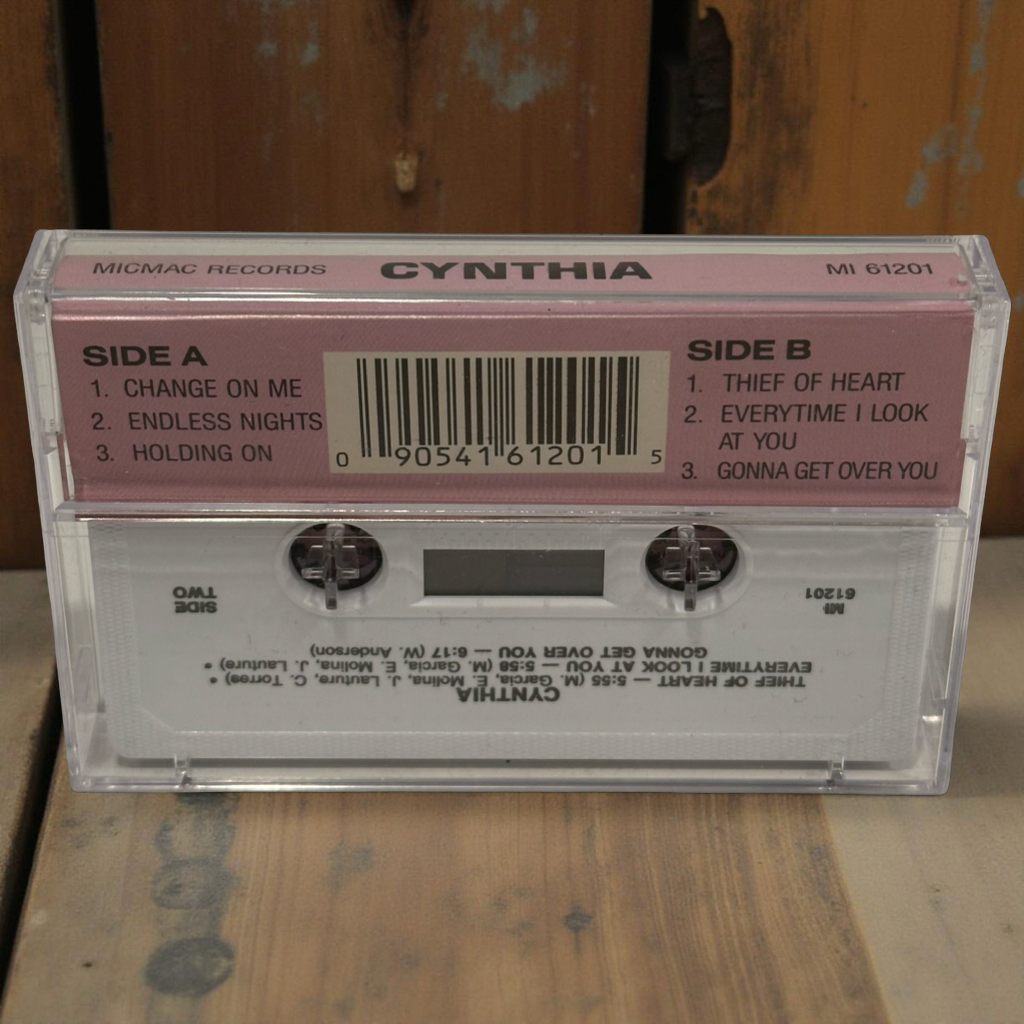 MICMAC RECORDS CYNTHIA MI 61201
SIDE A
1. CHANGE ON ME
2. ENDLESS NIGHTS
3. HOLDING ON
0 90541 61201 5
SIDE B
1. THIEF OF HEART
2. EVERYTIME I LOOK
AT YOU
3. GONNA GET OVER YOU
CYNTHIA
THIEF OF HEART — 5:55 (M. Garcia, E. Molina, J. Lauture, C. Torres) *
EVERYTIME I LOOK AT YOU — 5:58 (M. Garcia, E. Molina, J. Lauture) *
GONNA GET OVER YOU — 6:17 (W. Anderson)
MI-
61201
SIDE
TWO